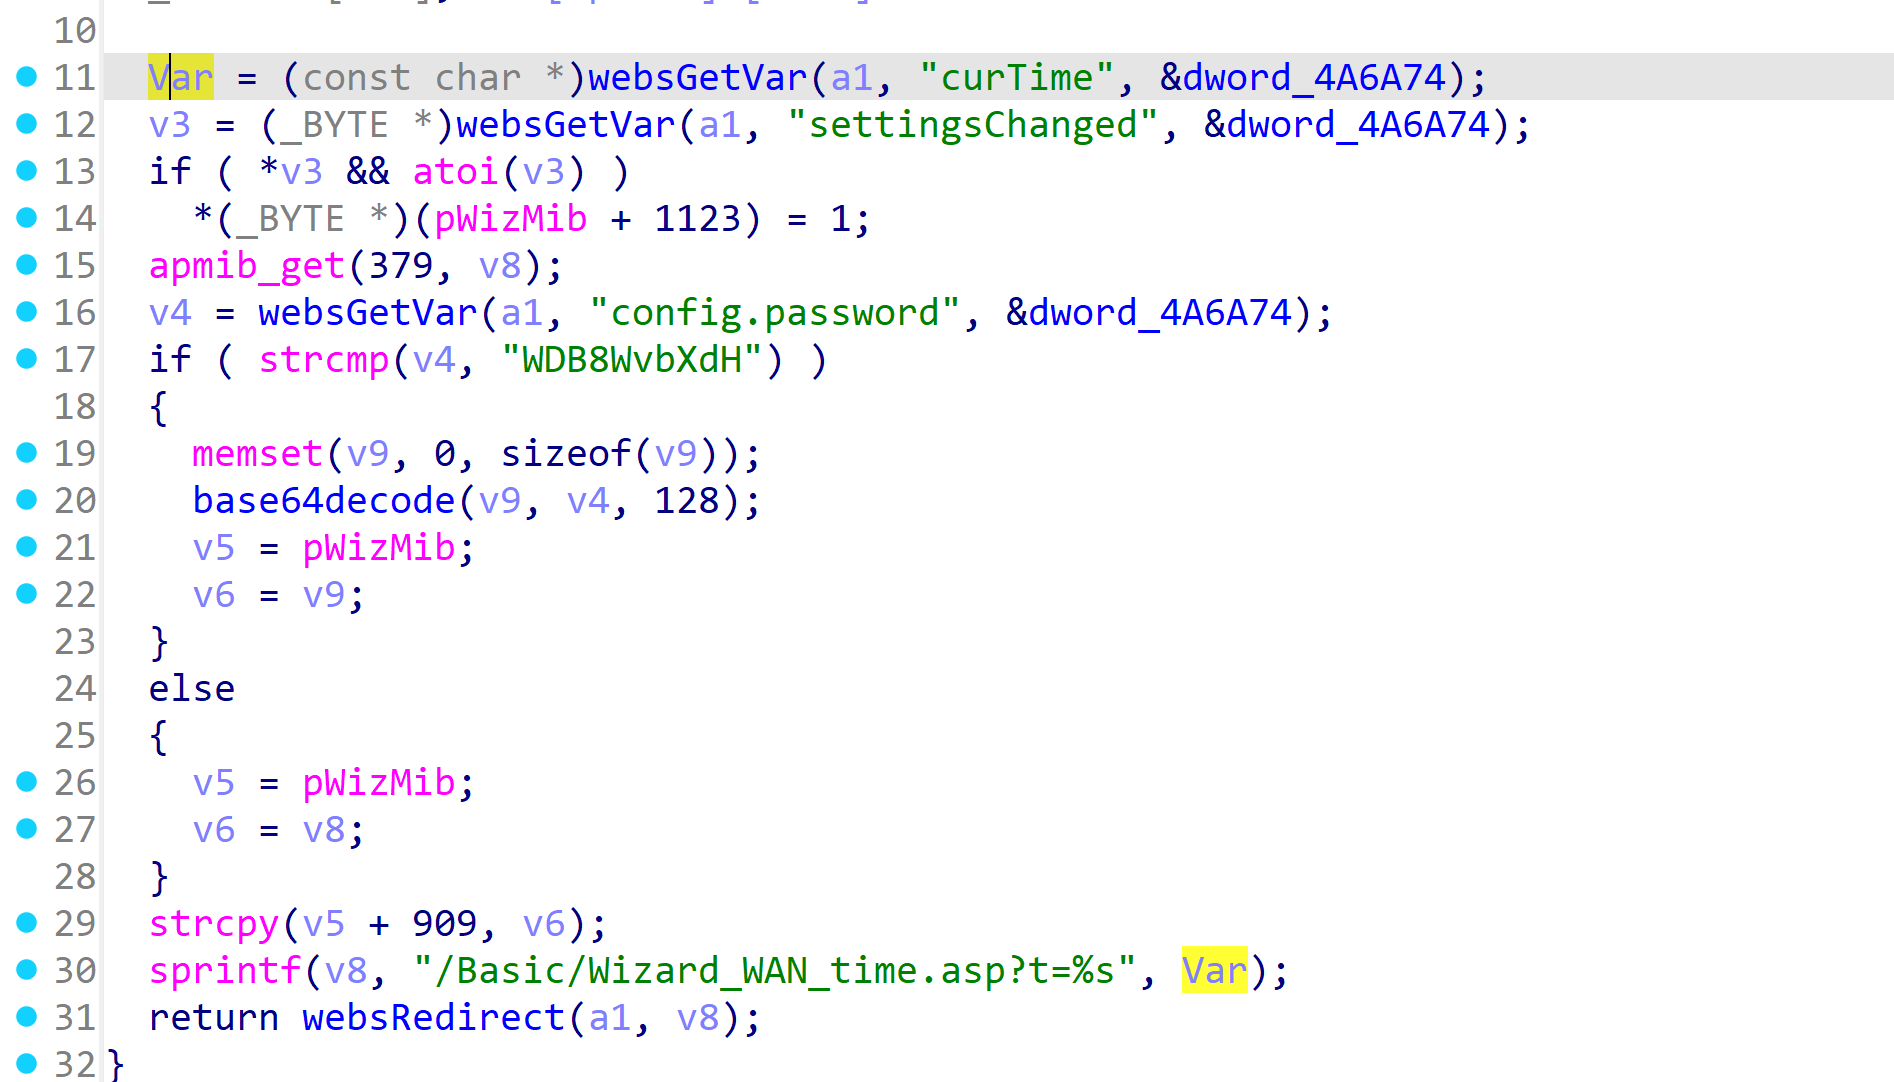 10
11 Var = (const char *)websGetVar(a1, "curTime", &dword_4A6A74);
12 v3 = (_BYTE *)websGetVar(a1, "settingsChanged", &dword_4A6A74);
13 if ( *v3 && atoi(v3) )
14 *(_BYTE *)(pWizMib + 1123) = 1;
15 apmib_get(379, v8);
16 v4 = websGetVar(a1, "config.password", &dword_4A6A74);
17 if ( strcmp(v4, "WDB8WvbXdH") )
18 {
19 memset(v9, 0, sizeof(v9));
20 base64decode(v9, v4, 128);
21 v5 = pWizMib;
22 v6 = v9;
23 }
24 else
25 {
26 v5 = pWizMib;
27 v6 = v8;
28 }
29 strcpy(v5 + 909, v6);
30 sprintf(v8, "/Basic/Wizard_WAN_time.asp?t=%s", Var);
31 return websRedirect(a1, v8);
32 }